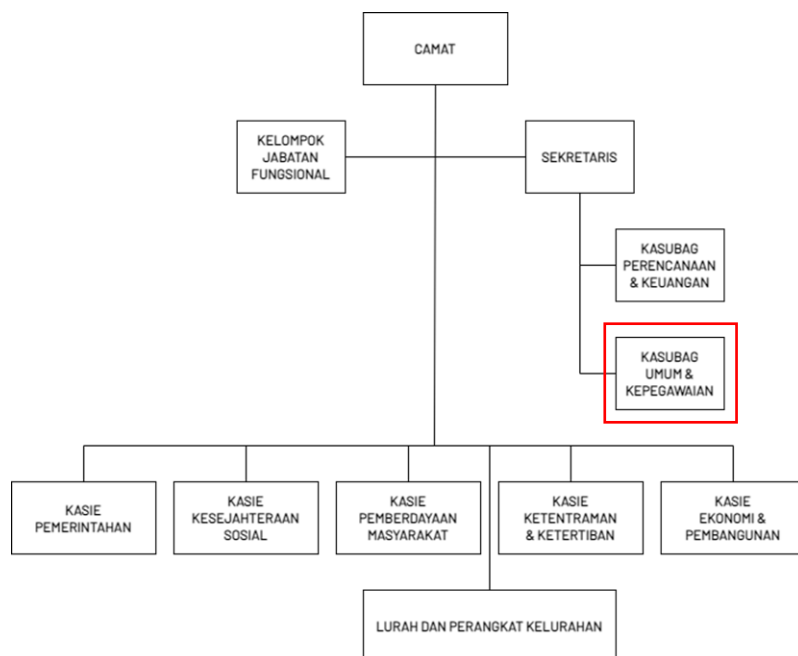 CAMAT
KELOMPOK
JABATAN
FUNGSIONAL
SEKRETARIS
KASUBAG
PERENCANAAN
& KEUANGAN
KASUBAG
UMUM &
KEPEGAWAIAN
KASIE
PEMERINTAHAN
KASIE
KESEJAHTERAAN
SOSIAL
KASIE
PEMBERDAYAAN
MASYARAKAT
KASIE
KETENTRAMAN
& KETERTIBAN
KASIE
EKONOMI &
PEMBANGUNAN
LURAH DAN PERANGKAT KELURAHAN